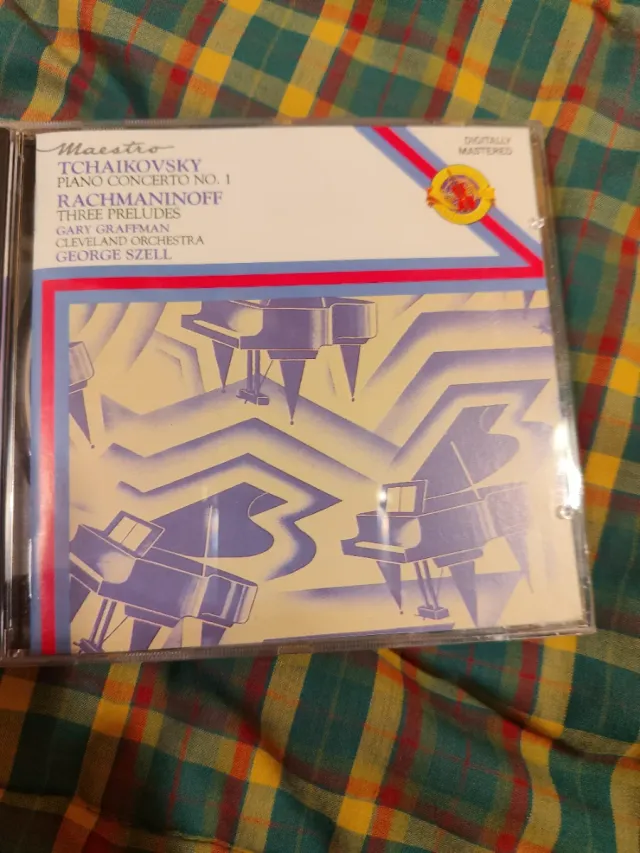 Maestro
DIGITALLY
MASTERED
TCHAIKOVSKY
PIANO CONCERTO NO. 1
RACHMANINOFF
THREE PRELUDES
GARY GRAFFMAN
CLEVELAND ORCHESTRA
GEORGE SZELL